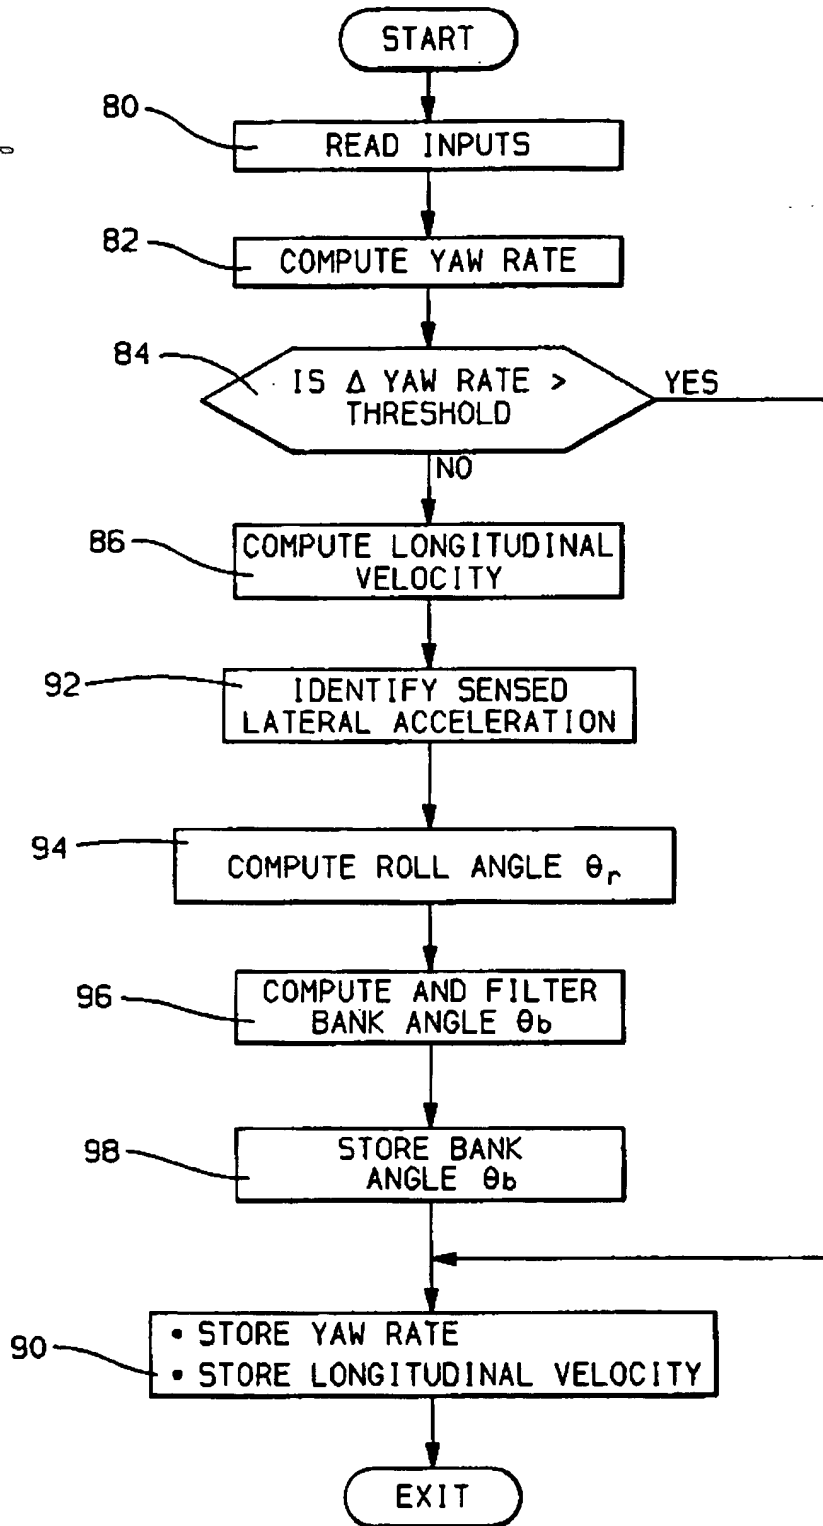 START
80
READ INPUTS
82
COMPUTE YAW RATE
84
IS Δ YAW RATE >
THRESHOLD
YES
NO
86
COMPUTE LONGITUDINAL
VELOCITY
92
IDENTIFY SENSED
LATERAL ACCELERATION
94
COMPUTE ROLL ANGLE θr
96
COMPUTE AND FILTER
BANK ANGLE θb
98
STORE BANK
ANGLE θb
90
• STORE YAW RATE
• STORE LONGITUDINAL VELOCITY
EXIT